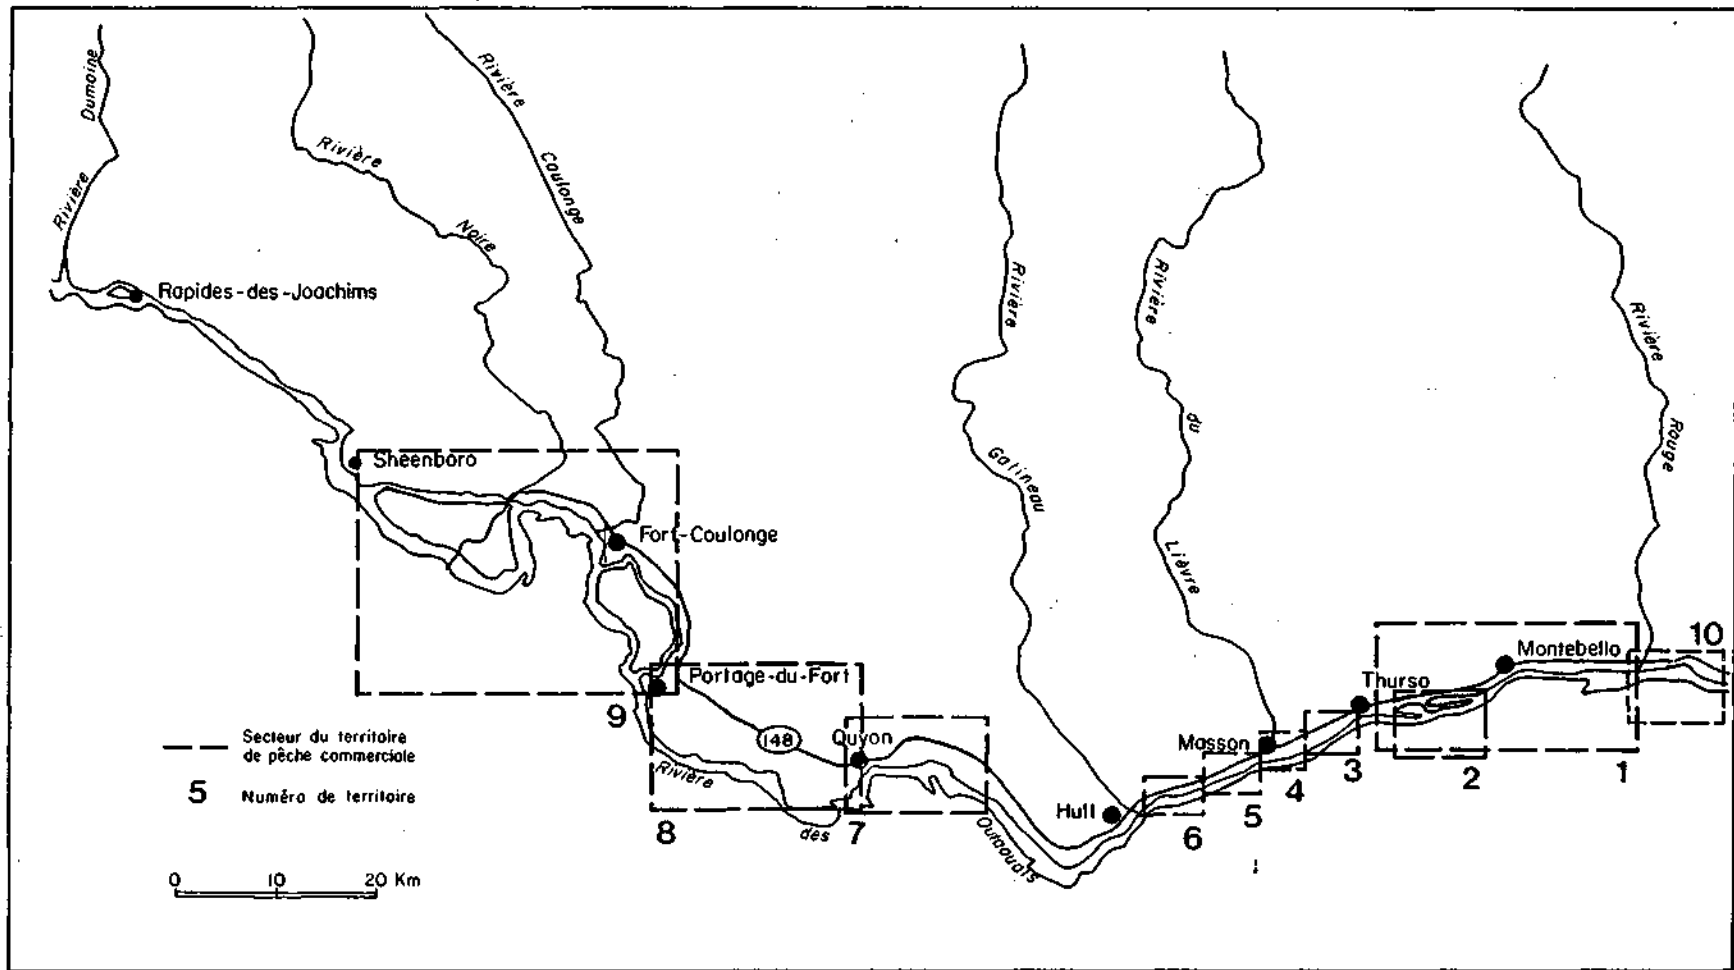 Rivière Dumoine
Rivière Noire
Rivière Coulonge
Rivière Gatineau
Rivière du Lièvre
Rivière Rouge
Rapides-des-Joachims
Sheenboro
Fort-Coulonge
Portage-du-Fort
148
Quyon
Rivière des Outaouais
Hull
Masson
Thurso
Montebello
10
9
8
7
6
5
4
3
2
1
Secteur du territoire
de pêche commerciale
5 Numéro de territoire
0 10 20 Km